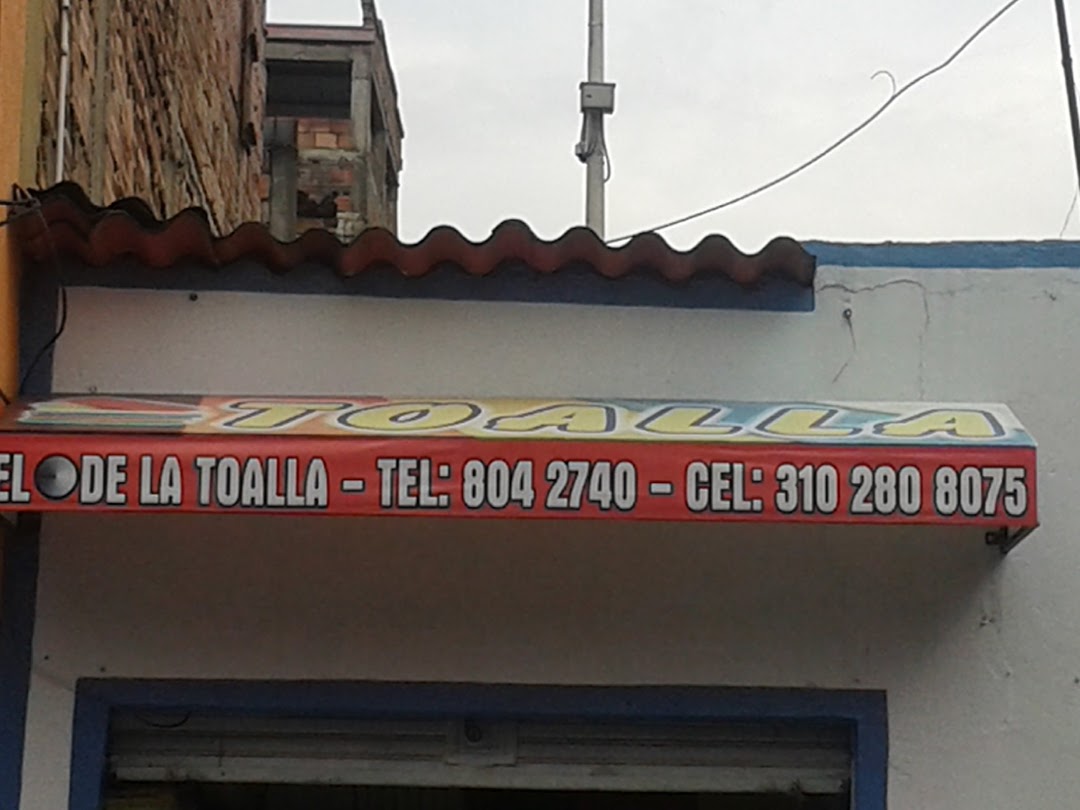 TOALLA
EL DE LA TOALLA - TEL: 804 2740 - CEL: 310 280 8075